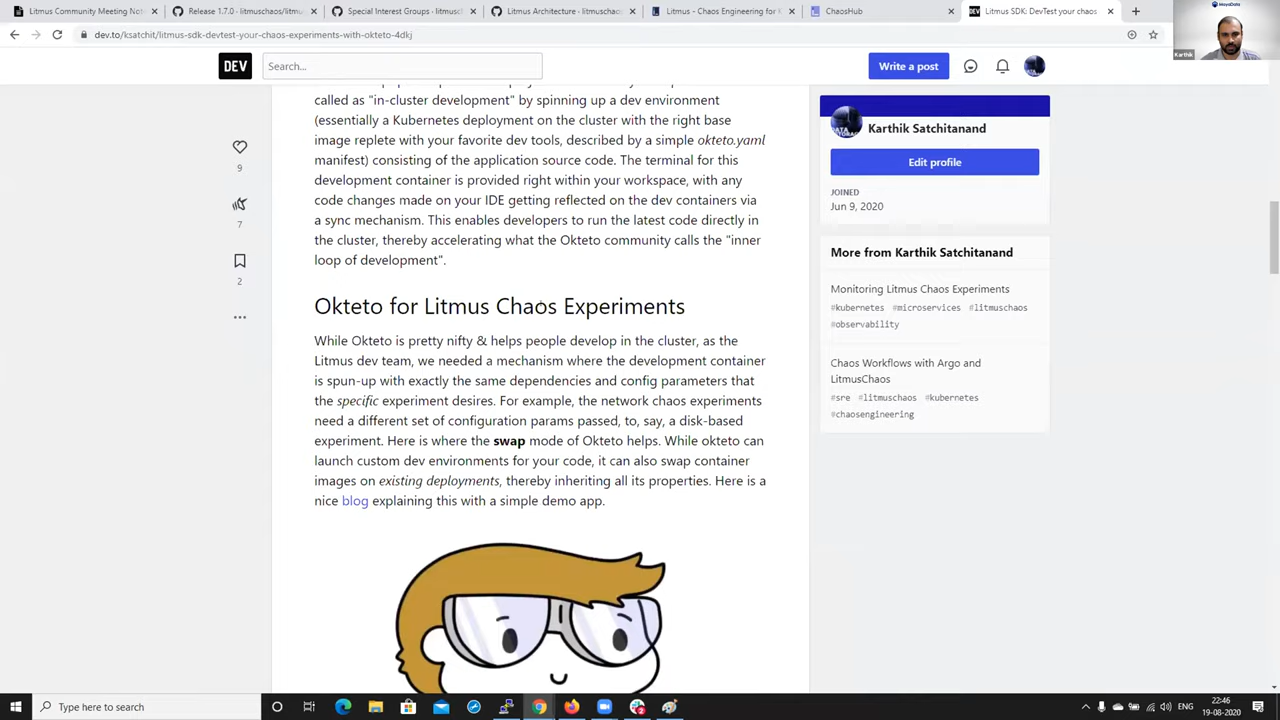 Litmus Community Meeting Not
Release 1.7.0 · litmuschaos/litmus
Special Interest Groups - litmusc
Litmus Architecture - litmuschaos
Litmus - Chaos Engineering for K
ChaosHub
Litmus SDK: DevTest your chaos
MayaData
dev.to/ksatchit/litmus-sdk-devtest-your-chaos-experiments-with-okteto-4dkj
Karthik
DEV
Search...
Write a post
called as "in-cluster development" by spinning up a dev environment
(essentially a Kubernetes deployment on the cluster with the right base
image replete with your favorite dev tools, described by a simple okteto.yaml
manifest) consisting of the application source code. The terminal for this
development container is provided right within your workspace, with any
code changes made on your IDE getting reflected on the dev containers via
a sync mechanism. This enables developers to run the latest code directly in
the cluster, thereby accelerating what the Okteto community calls the "inner
loop of development".
9
7
2
Okteto for Litmus Chaos Experiments
While Okteto is pretty nifty & helps people develop in the cluster, as the
Litmus dev team, we needed a mechanism where the development container
is spun-up with exactly the same dependencies and config parameters that
the specific experiment desires. For example, the network chaos experiments
need a different set of configuration params passed, to, say, a disk-based
experiment. Here is where the swap mode of Okteto helps. While okteto can
launch custom dev environments for your code, it can also swap container
images on existing deployments, thereby inheriting all its properties. Here is a
nice blog explaining this with a simple demo app.
Karthik Satchitanand
Edit profile
JOINED
Jun 9, 2020
More from Karthik Satchitanand
Monitoring Litmus Chaos Experiments
#kubernetes #microservices #litmuschaos
#observability
Chaos Workflows with Argo and
LitmusChaos
#sre #litmuschaos #kubernetes
#chaosengineering
Type here to search
ENG
22:46
19-08-2020